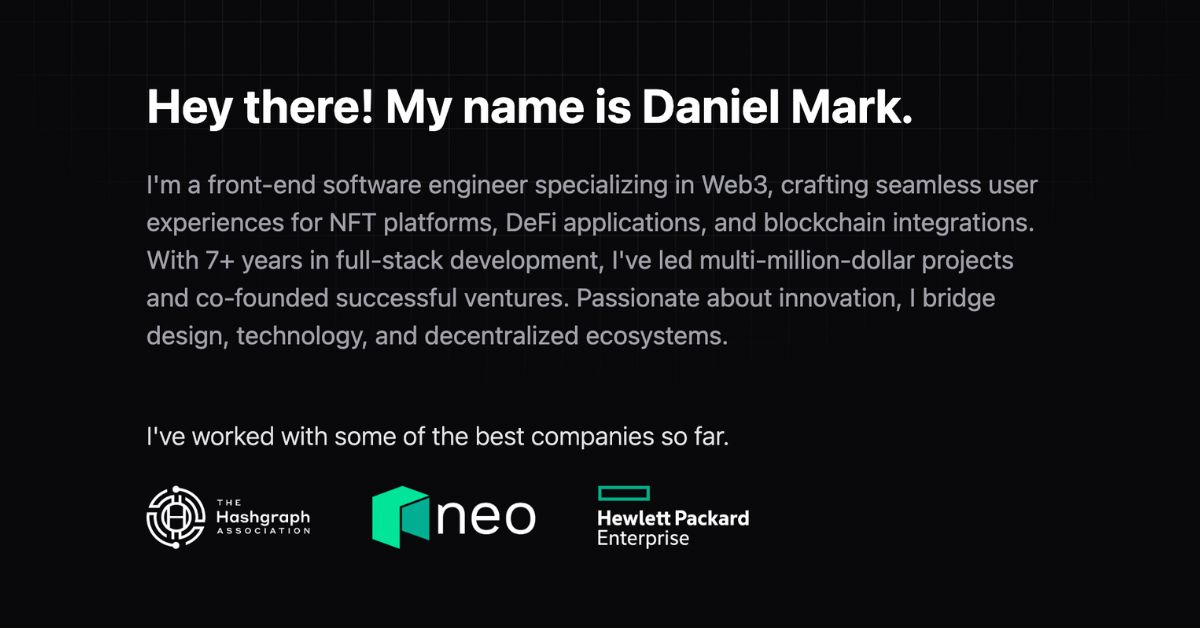 Hey there! My name is Daniel Mark.
I'm a front-end software engineer specializing in Web3, crafting seamless user
experiences for NFT platforms, DeFi applications, and blockchain integrations.
With 7+ years in full-stack development, I've led multi-million-dollar projects
and co-founded successful ventures. Passionate about innovation, I bridge
design, technology, and decentralized ecosystems.
I've worked with some of the best companies so far.
THE
Hashgraph
ASSOCIATION
neo
Hewlett Packard
Enterprise